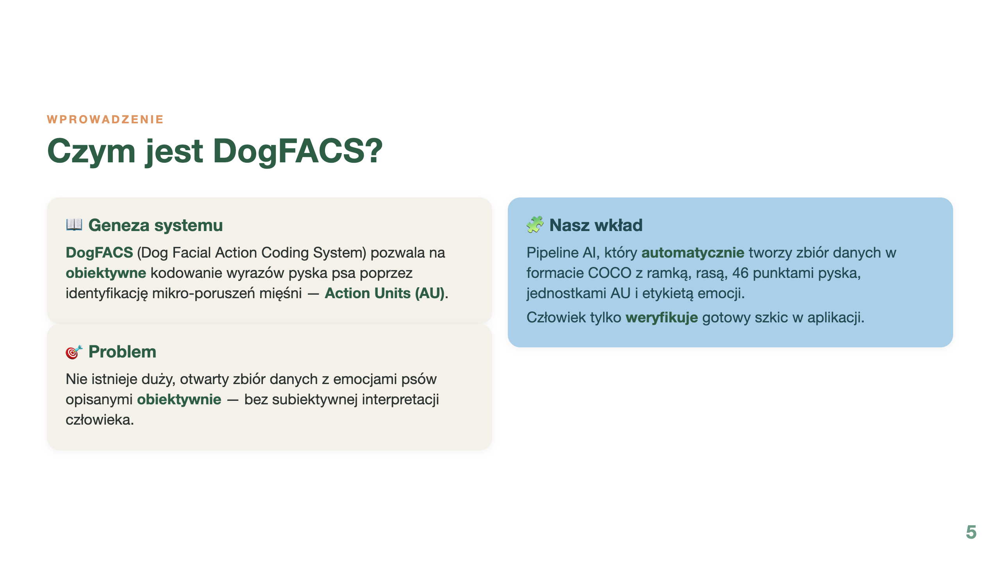 WPROWADZENIE
Czym jest DogFACS?
📖 Geneza systemu
DogFACS (Dog Facial Action Coding System) pozwala na
obiektywne kodowanie wyrazów pyska psa poprzez
identyfikację mikro-poruszeń mięśni — Action Units (AU).
🎯 Problem
Nie istnieje duży, otwarty zbiór danych z emocjami psów
opisanymi obiektywnie — bez subiektywnej interpretacji
człowieka.
🧩 Nasz wkład
Pipeline AI, który automatycznie tworzy zbiór danych w
formacie COCO z ramką, rasą, 46 punktami pyska,
jednostkami AU i etykietą emocji.
Człowiek tylko weryfikuje gotowy szkic w aplikacji.
5